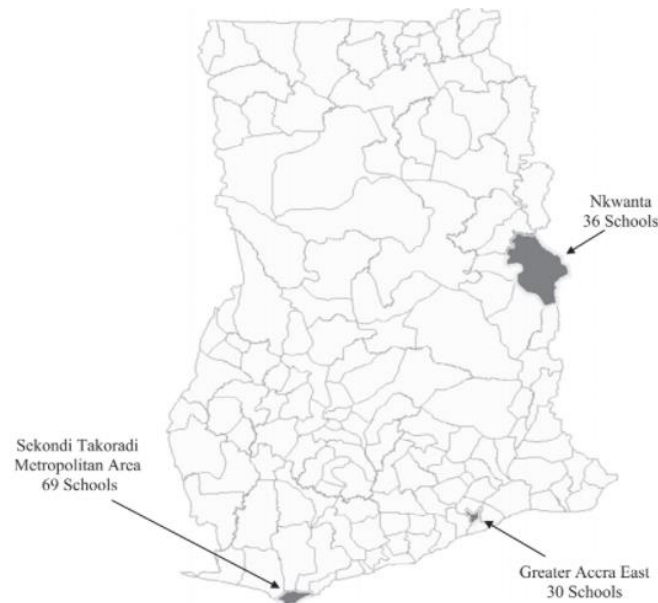 Nkwanta
36 Schools
Sekondi Takoradi
Metropolitan Area
69 Schools
Greater Accra East
30 Schools